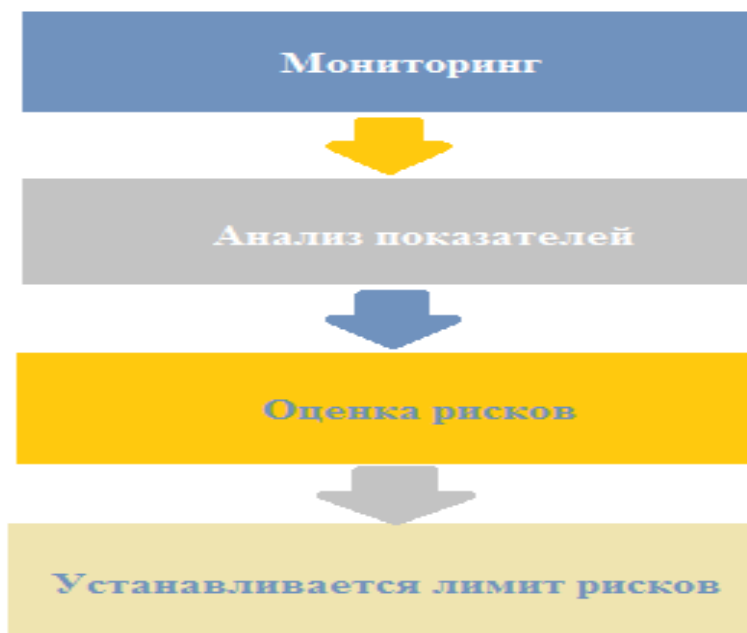 Мониторинг
Анализ показателей
Оценка рисков
Устанавливается лимит рисков